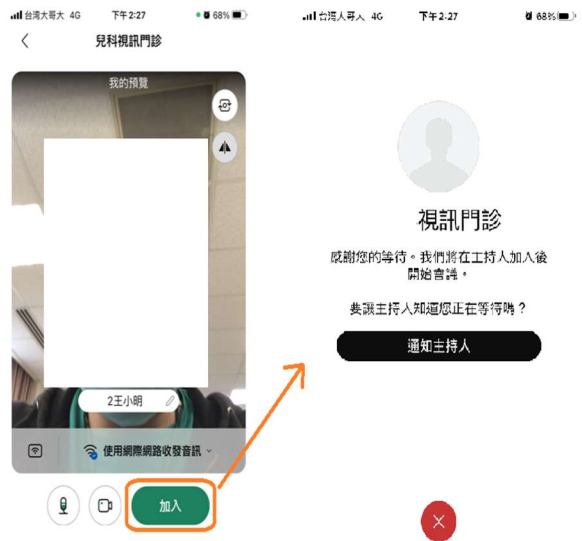 台湾大哥大 4G 下午 2:27 68%
兒科視訊門診
我的預覽
2王小明
使用網際網路收發音訊
加入
台灣大哥大 4G 下午2:27 68%
視訊門診
感謝您的等待。我們將在主持人加入後
開始會議。
要讓主持人知道您正在等待嗎？
通知主持人